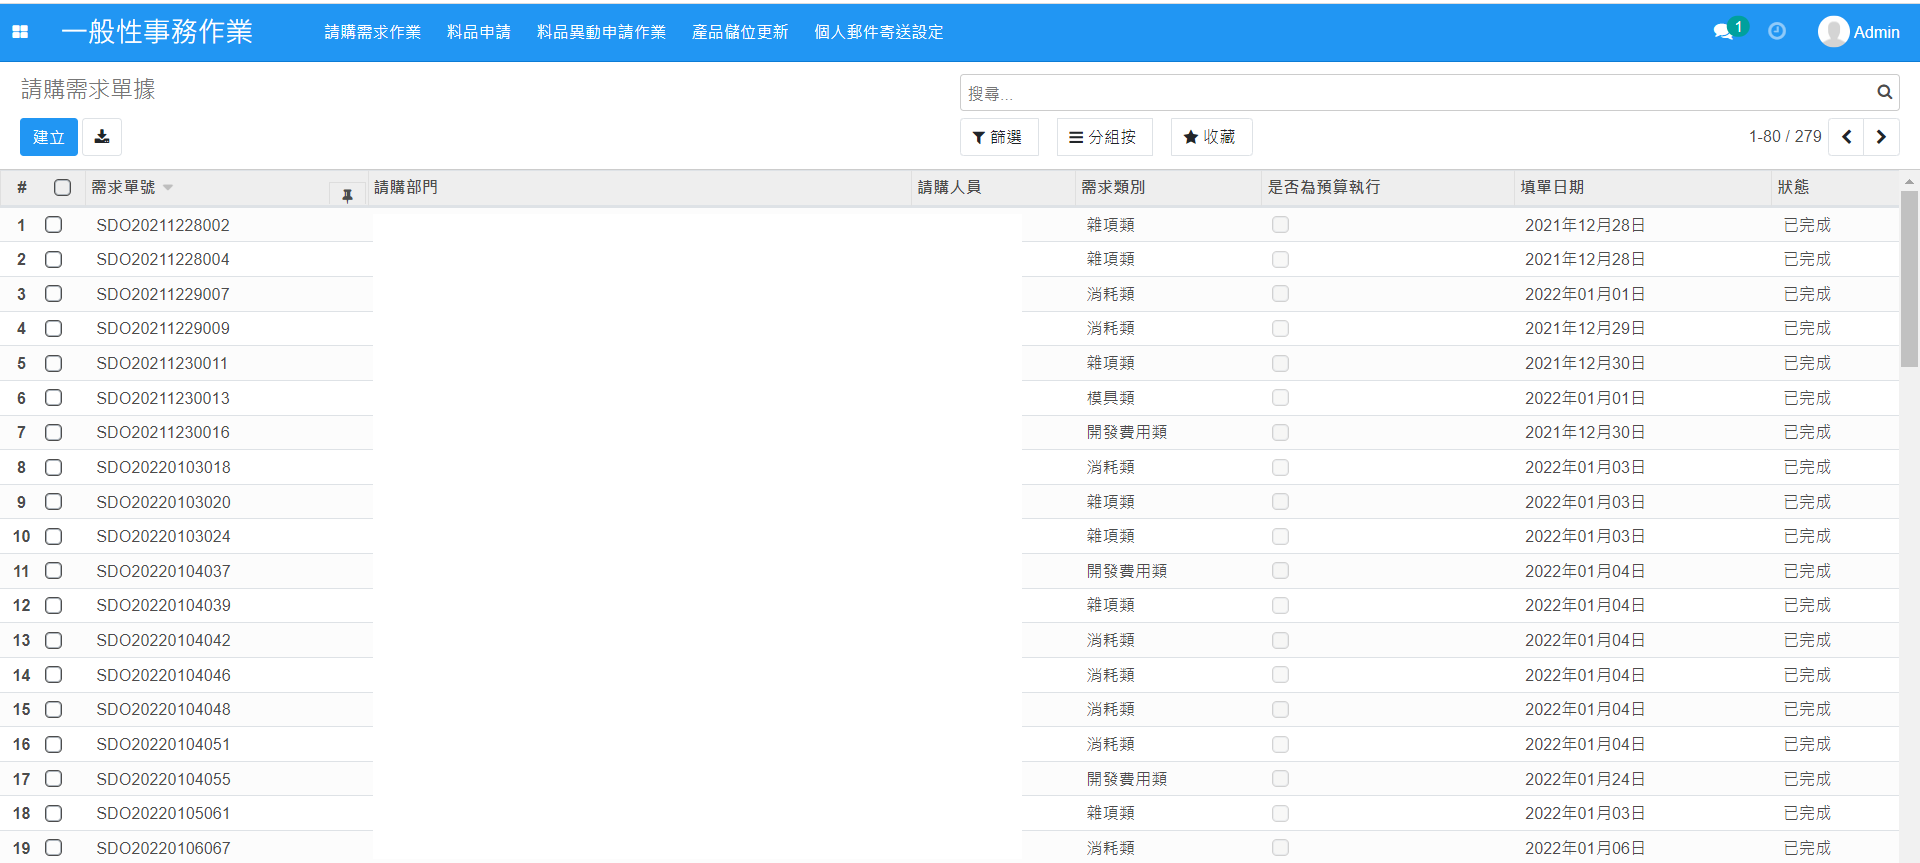 一般性事務作業 請購需求作業 料品申請 料品異動申請作業 產品儲位更新 個人郵件寄送設定 1 Admin
請購需求單據
搜尋...
建立 篩選 分組按 收藏 1-80 / 279
# 需求單號 請購部門 請購人員 需求類別 是否為預算執行 填單日期 狀態
1 SDO20211228002 雜項類 2021年12月28日 已完成
2 SDO20211228004 雜項類 2021年12月28日 已完成
3 SDO20211229007 消耗類 2022年01月01日 已完成
4 SDO20211229009 消耗類 2021年12月29日 已完成
5 SDO20211230011 雜項類 2021年12月30日 已完成
6 SDO20211230013 模具類 2022年01月01日 已完成
7 SDO20211230016 開發費用類 2021年12月30日 已完成
8 SDO20220103018 消耗類 2022年01月03日 已完成
9 SDO20220103020 雜項類 2022年01月03日 已完成
10 SDO20220103024 雜項類 2022年01月03日 已完成
11 SDO20220104037 開發費用類 2022年01月04日 已完成
12 SDO20220104039 雜項類 2022年01月04日 已完成
13 SDO20220104042 消耗類 2022年01月04日 已完成
14 SDO20220104046 消耗類 2022年01月04日 已完成
15 SDO20220104048 消耗類 2022年01月04日 已完成
16 SDO20220104051 消耗類 2022年01月04日 已完成
17 SDO20220104055 開發費用類 2022年01月24日 已完成
18 SDO20220105061 雜項類 2022年01月03日 已完成
19 SDO20220106067 消耗類 2022年01月06日 已完成